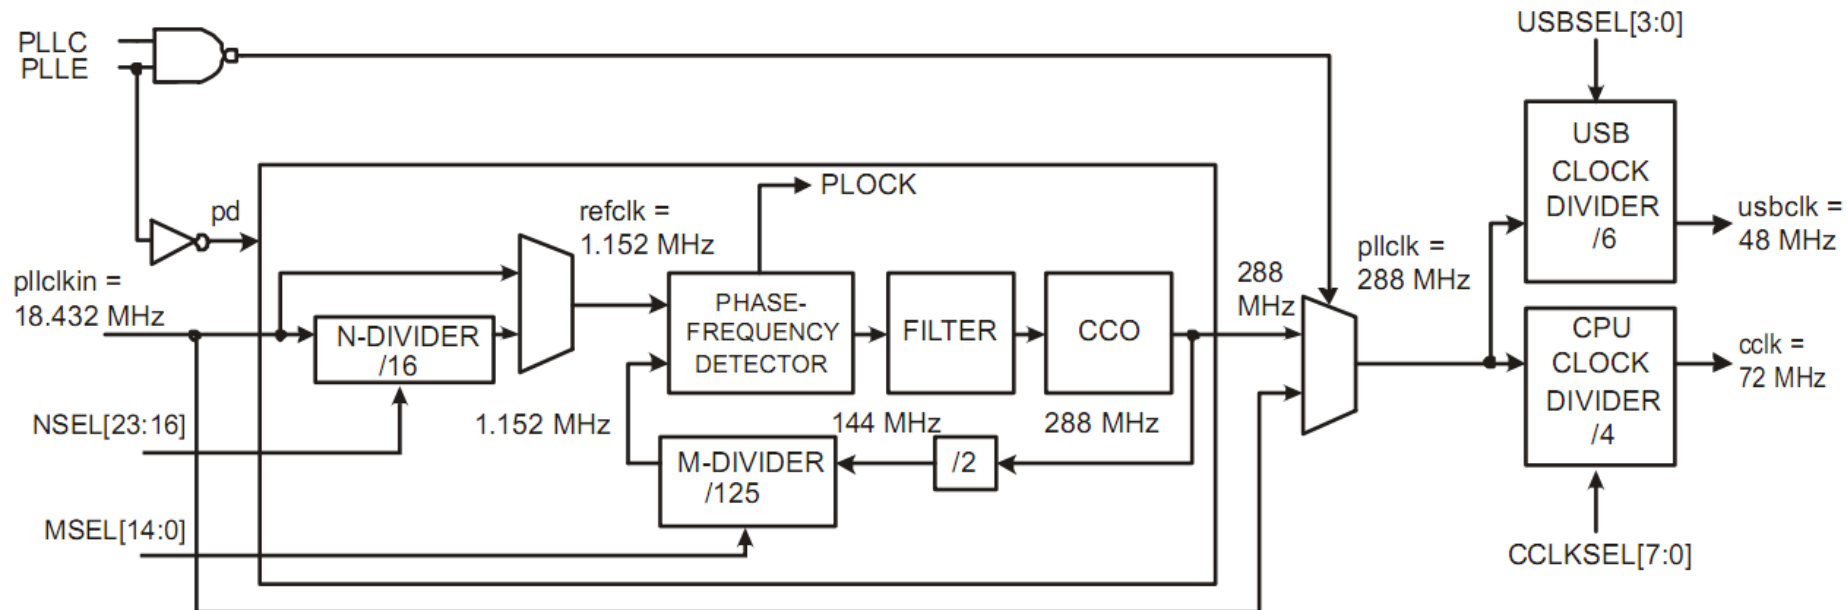 PLLC
PLLE
USBSEL[3:0]
USB
CLOCK
DIVIDER
/6
usbclk =
48 MHz
pd
PLOCK
refclk =
1.152 MHz
pllclkin =
18.432 MHz
N-DIVIDER
/16
PHASE-
FREQUENCY
DETECTOR
FILTER
CCO
288
MHz
pllclk =
288 MHz
CPU
CLOCK
DIVIDER
/4
cclk =
72 MHz
NSEL[23:16]
1.152 MHz
144 MHz
288 MHz
M-DIVIDER
/125
/2
MSEL[14:0]
CCLKSEL[7:0]